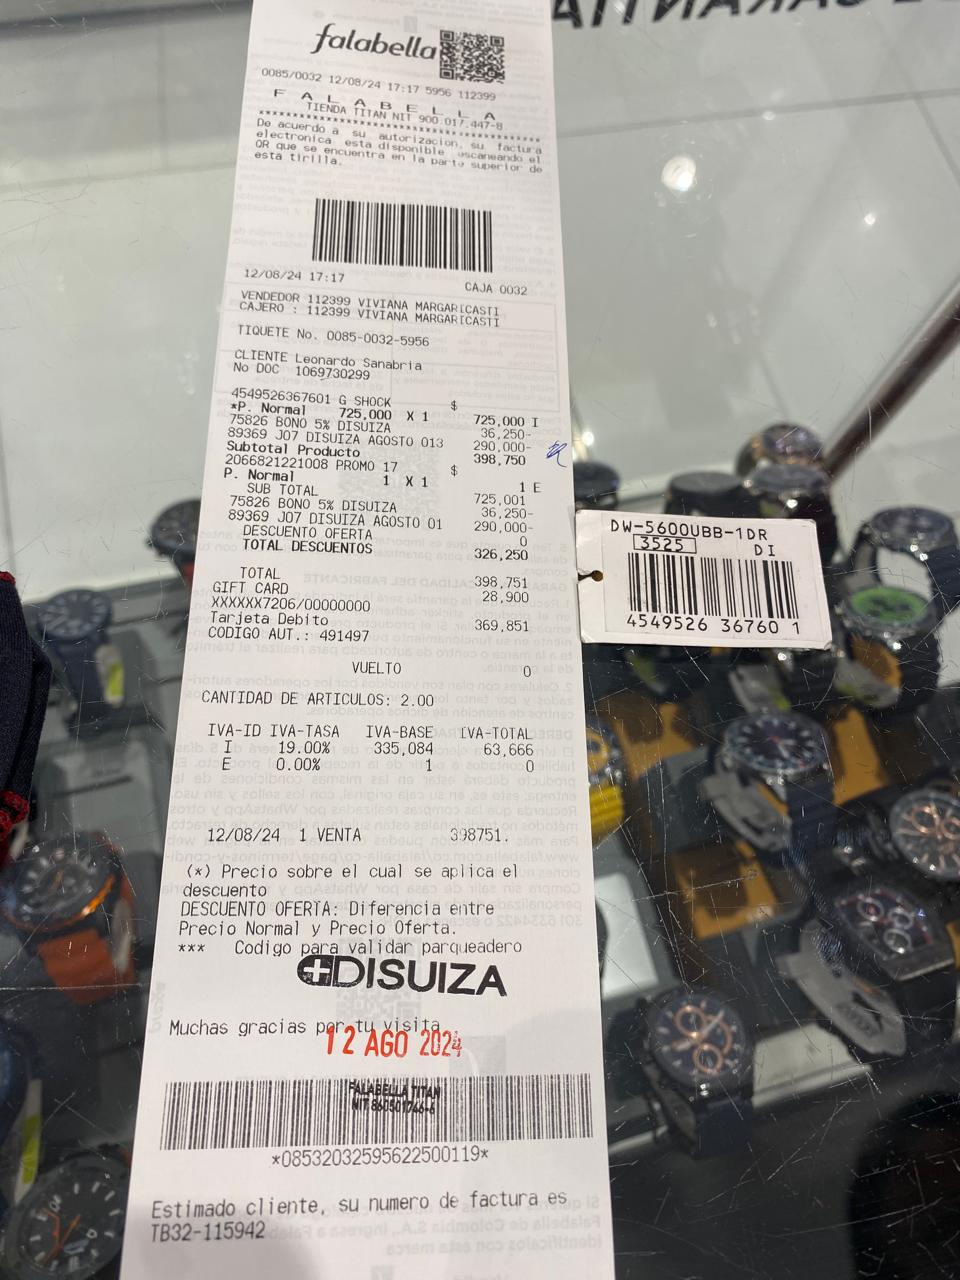 falabella
0085/0032 12/08/24 17:17 5956 112399
F A L A B E L L A
TIENDA TITAN NIT 900.017.447-8
De acuerdo a su autorizacion, su factura
electronica esta disponible escaneando el
QR que se encuentra en la parte superior de
esta tirilla.
12/08/24 17:17 CAJA 0032
VENDEDOR 112399 VIVIANA MARGARICASTI
CAJERO : 112399 VIVIANA MARGARICASTI
TIQUETE No. 0085-0032-5956
CLIENTE Leonardo Sanabria
No DOC 1069730299
4549526367601 G SHOCK $
*P. Normal 725,000 X 1 725,000 I
75826 BONO 5% DISUIZA 36,250-
89369 J07 DISUIZA AGOSTO 013 290,000-
Subtotal Producto 398,750
2066821221008 PROMO 17 $
P. Normal 1 X 1 1 E
SUB TOTAL 725,001
75826 BONO 5% DISUIZA 36,250-
89369 J07 DISUIZA AGOSTO 01 290,000-
DESCUENTO OFERTA 0
TOTAL DESCUENTOS 326,250
TOTAL 398,751
GIFT CARD 28,900
XXXXXX7206/00000000
Tarjeta Debito 369,851
CODIGO AUT.: 491497
VUELTO 0
CANTIDAD DE ARTICULOS: 2.00
IVA-ID IVA-TASA IVA-BASE IVA-TOTAL
I 19.00% 335,084 63,666
E 0.00% 1 0
12/08/24 1 VENTA 398751.
(*) Precio sobre el cual se aplica el
descuento
DESCUENTO OFERTA: Diferencia entre
Precio Normal y Precio Oferta.
*** Codigo para validar parqueadero
DISUIZA
Muchas gracias por tu visita
12 AGO 2024
FALABELLA TITAN
NIT
*08532032595622500119*
Estimado cliente, su numero de factura es
TB32-115942
DW-5600UBB-1DR
3525 DI
4549526 36760 1